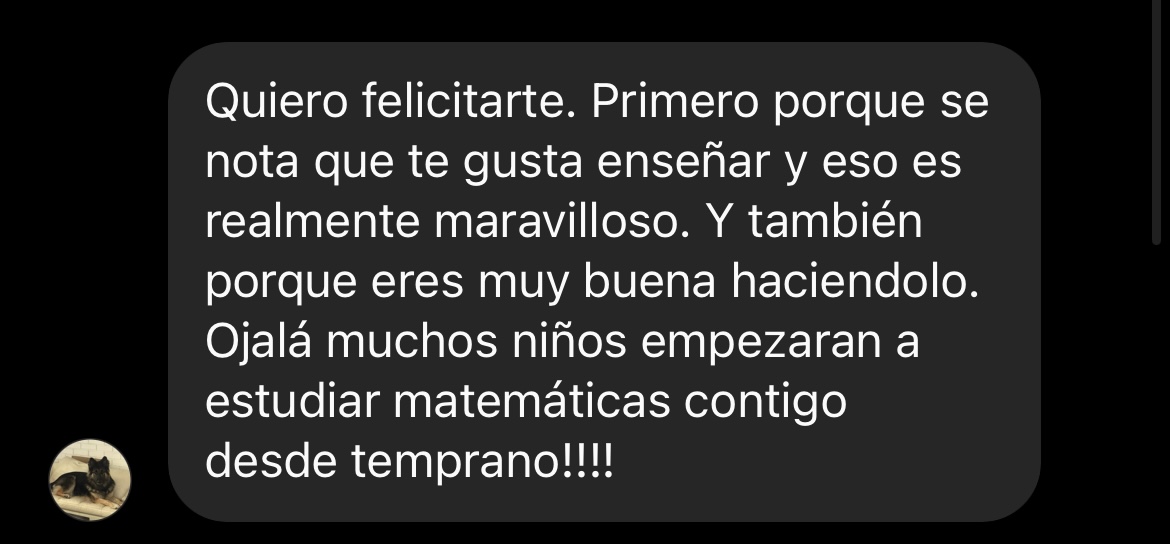 Quiero felicitarte. Primero porque se
nota que te gusta enseñar y eso es
realmente maravilloso. Y también
porque eres muy buena haciendolo.
Ojalá muchos niños empezaran a
estudiar matemáticas contigo
desde temprano!!!!